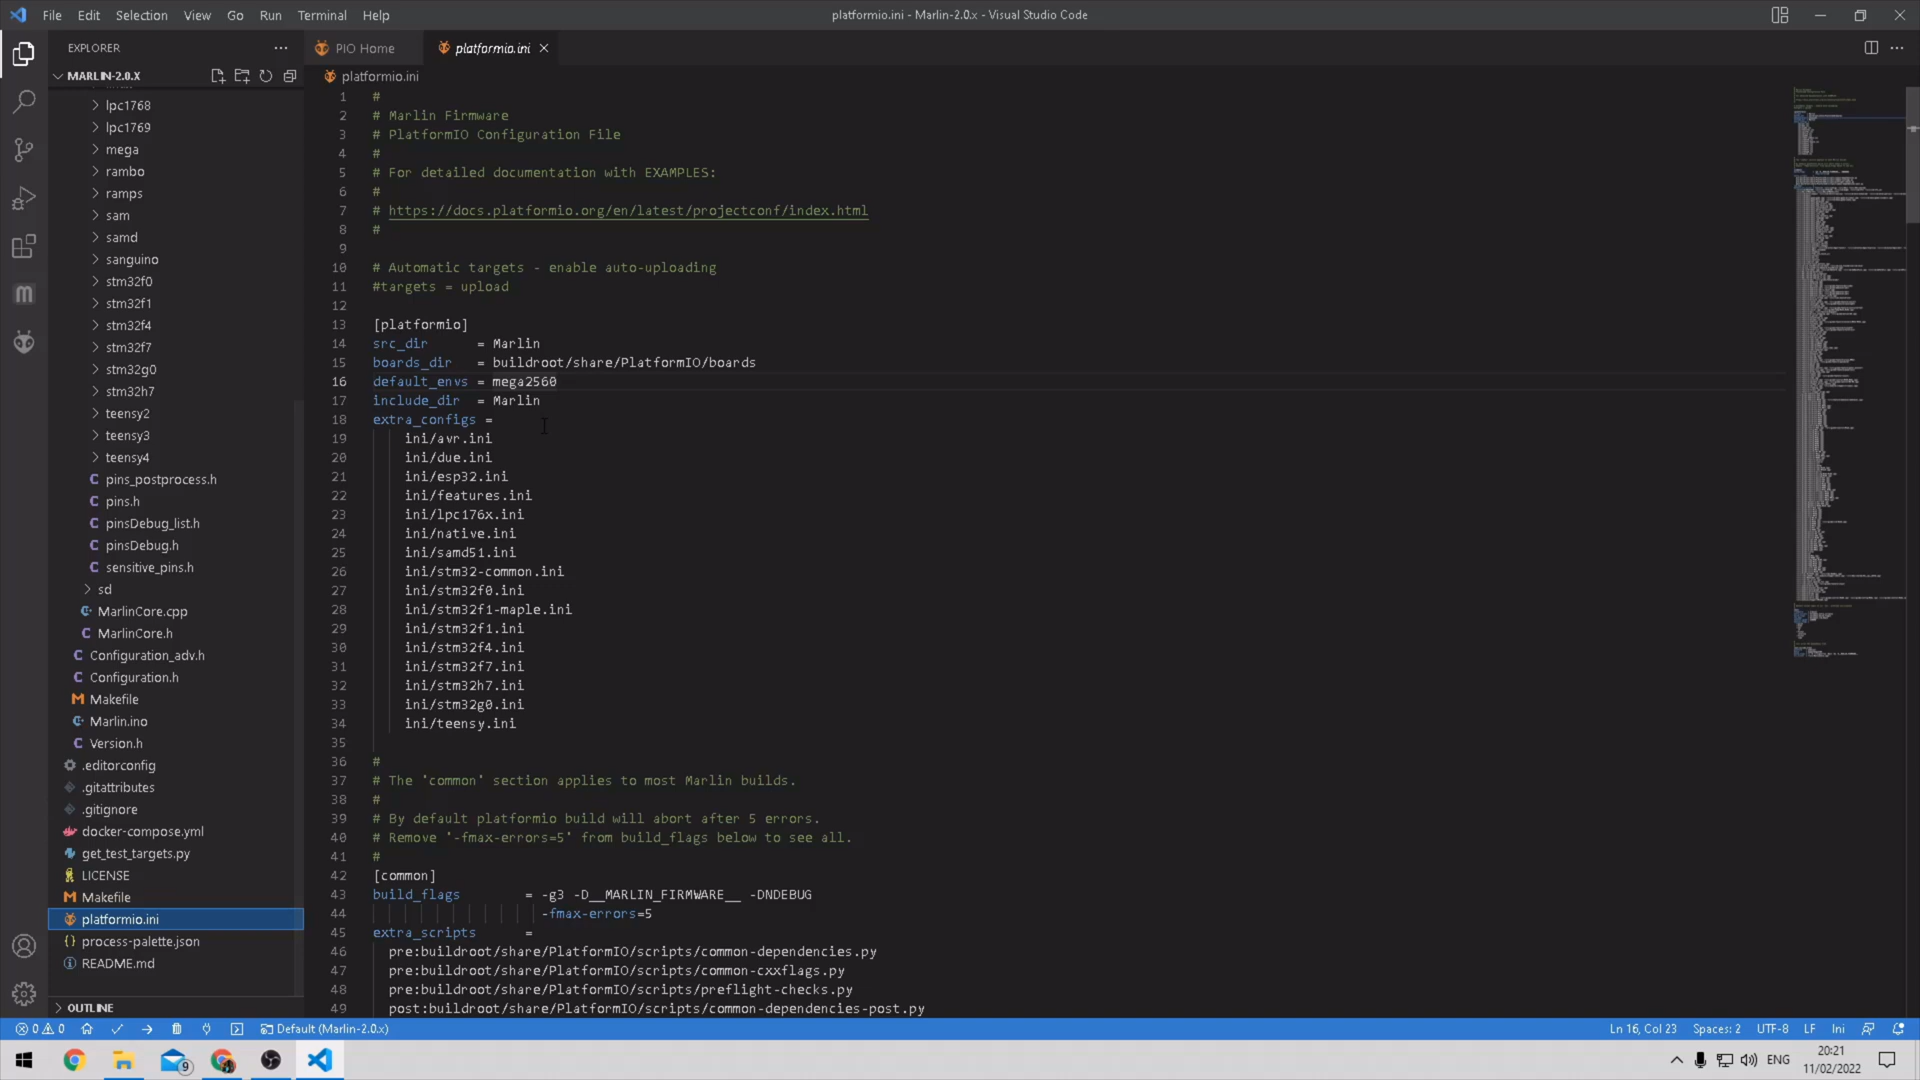 File Edit Selection View Go Run Terminal Help
platformio.ini - Marlin-2.0.x - Visual Studio Code
EXPLORER
MARLIN-2.0.X
lpc1768
lpc1769
mega
rambo
ramps
sam
samd
sanguino
stm32f0
stm32f1
stm32f4
stm32f7
stm32g0
stm32h7
teensy2
teensy3
teensy4
pins_postprocess.h
pins.h
pinsDebug_list.h
pinsDebug.h
sensitive_pins.h
sd
MarlinCore.cpp
MarlinCore.h
Configuration_adv.h
Configuration.h
Makefile
Marlin.ino
Version.h
.editorconfig
.gitattributes
.gitignore
docker-compose.yml
get_test_targets.py
LICENSE
Makefile
platformio.ini
process-palette.json
README.md
OUTLINE
PIO Home platformio.ini
platformio.ini
1 #
2 # Marlin Firmware
3 # PlatformIO Configuration File
4 #
5 # For detailed documentation with EXAMPLES:
6 #
7 # https://docs.platformio.org/en/latest/projectconf/index.html
8 #
9
10 # Automatic targets - enable auto-uploading
11 #targets = upload
12
13 [platformio]
14 src_dir = Marlin
15 boards_dir = buildroot/share/PlatformIO/boards
16 default_envs = mega2560
17 include_dir = Marlin
18 extra_configs =
19 ini/avr.ini
20 ini/due.ini
21 ini/esp32.ini
22 ini/features.ini
23 ini/lpc176x.ini
24 ini/native.ini
25 ini/samd51.ini
26 ini/stm32-common.ini
27 ini/stm32f0.ini
28 ini/stm32f1-maple.ini
29 ini/stm32f1.ini
30 ini/stm32f4.ini
31 ini/stm32f7.ini
32 ini/stm32h7.ini
33 ini/stm32g0.ini
34 ini/teensy.ini
35
36 #
37 # The 'common' section applies to most Marlin builds.
38 #
39 # By default platformio build will abort after 5 errors.
40 # Remove '-fmax-errors=5' from build_flags below to see all.
41 #
42 [common]
43 build_flags = -g3 -D__MARLIN_FIRMWARE__ -DNDEBUG
44 -fmax-errors=5
45 extra_scripts =
46 pre:buildroot/share/PlatformIO/scripts/common-dependencies.py
47 pre:buildroot/share/PlatformIO/scripts/common-cxxflags.py
48 pre:buildroot/share/PlatformIO/scripts/preflight-checks.py
49 post:buildroot/share/PlatformIO/scripts/common-dependencies-post.py
0 0 Default (Marlin-2.0.x) Ln 16, Col 23 Spaces: 2 UTF-8 LF Ini
9 ENG 20:21
11/02/2022